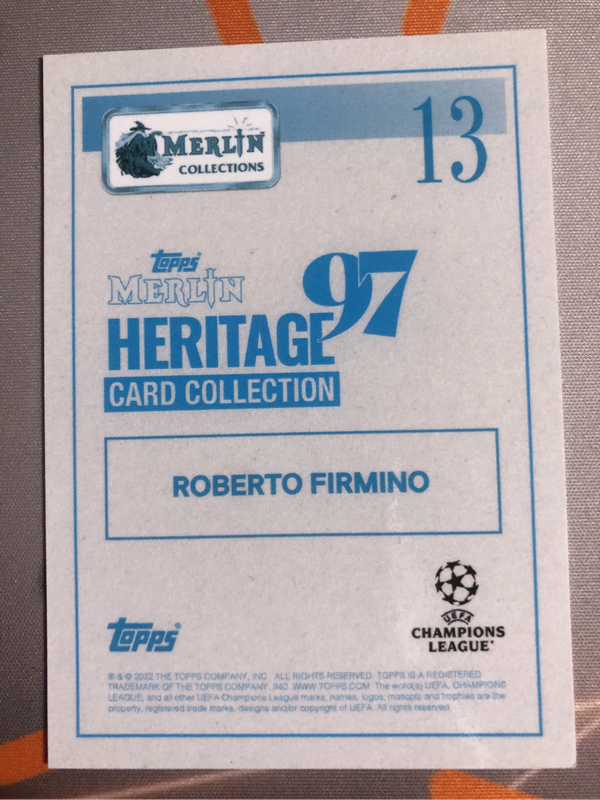 MERLIN
COLLECTIONS
13
Topps
MERLIN
HERITAGE 97
CARD COLLECTION
ROBERTO FIRMINO
Topps
UEFA
CHAMPIONS
LEAGUE
® & © 2022 THE TOPPS COMPANY, INC. ALL RIGHTS RESERVED. TOPPS IS A REGISTERED
TRADEMARK OF THE TOPPS COMPANY, INC. WWW.TOPPS.COM. The word(s) UEFA, CHAMPIONS
LEAGUE, and all other UEFA Champions League marks, names, logos, mascots and trophies are the
property, registered trade marks, designs and/or copyright of UEFA. All rights reserved.